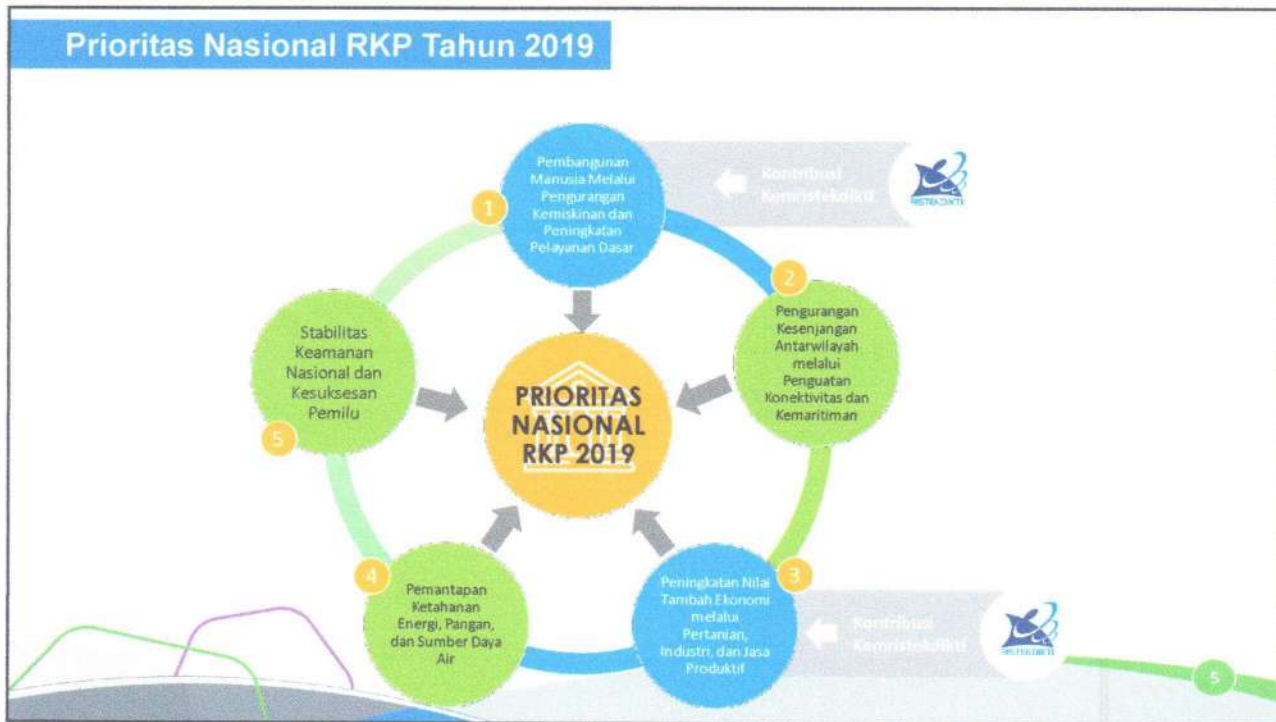 Prioritas Nasional RKP Tahun 2019
1
Pembangunan
Manusia Melalui
Pengurangan
Kemiskinan dan
Peningkatan
Pelayanan Dasar
Kontribusi
Kemristekdikti
RISTEKDIKTI
2
Pengurangan
Kesenjangan
Antarwilayah
melalui
Penguatan
Konektivitas dan
Kemaritiman
3
Peningkatan Nilai
Tambah Ekonomi
melalui
Pertanian,
Industri, dan Jasa
Produktif
Kontribusi
Kemristekdikti
RISTEKDIKTI
4
Pemantapan
Ketahanan
Energi, Pangan,
dan Sumber Daya
Air
5
Stabilitas
Keamanan
Nasional dan
Kesuksesan
Pemilu
PRIORITAS
NASIONAL
RKP 2019
5